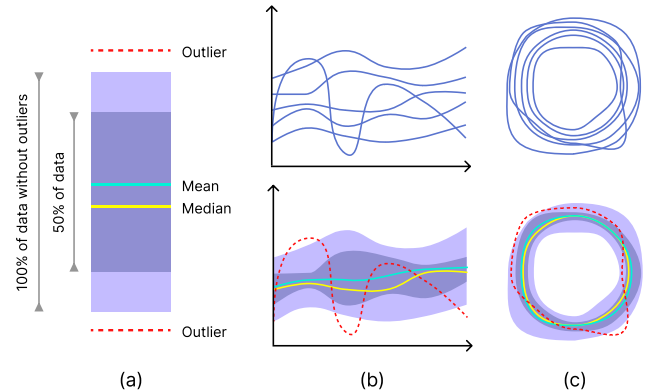 Outlier
100% of data without outliers
50% of data
Mean
Median
Outlier
(a)
(b)
(c)